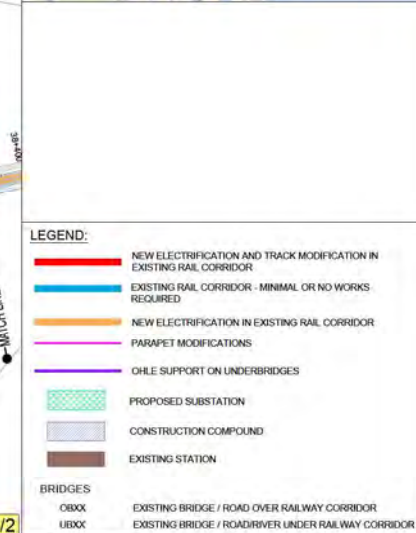 38+400
LEGEND:
NEW ELECTRIFICATION AND TRACK MODIFICATION IN
EXISTING RAIL CORRIDOR
EXISTING RAIL CORRIDOR - MINIMAL OR NO WORKS
REQUIRED
NEW ELECTRIFICATION IN EXISTING RAIL CORRIDOR
PARAPET MODIFICATIONS
OHLE SUPPORT ON UNDERBRIDGES
PROPOSED SUBSTATION
CONSTRUCTION COMPOUND
EXISTING STATION
BRIDGES
OBXX EXISTING BRIDGE / ROAD OVER RAILWAY CORRIDOR
UBXX EXISTING BRIDGE / ROAD/RIVER UNDER RAILWAY CORRIDOR
MATCH
/2